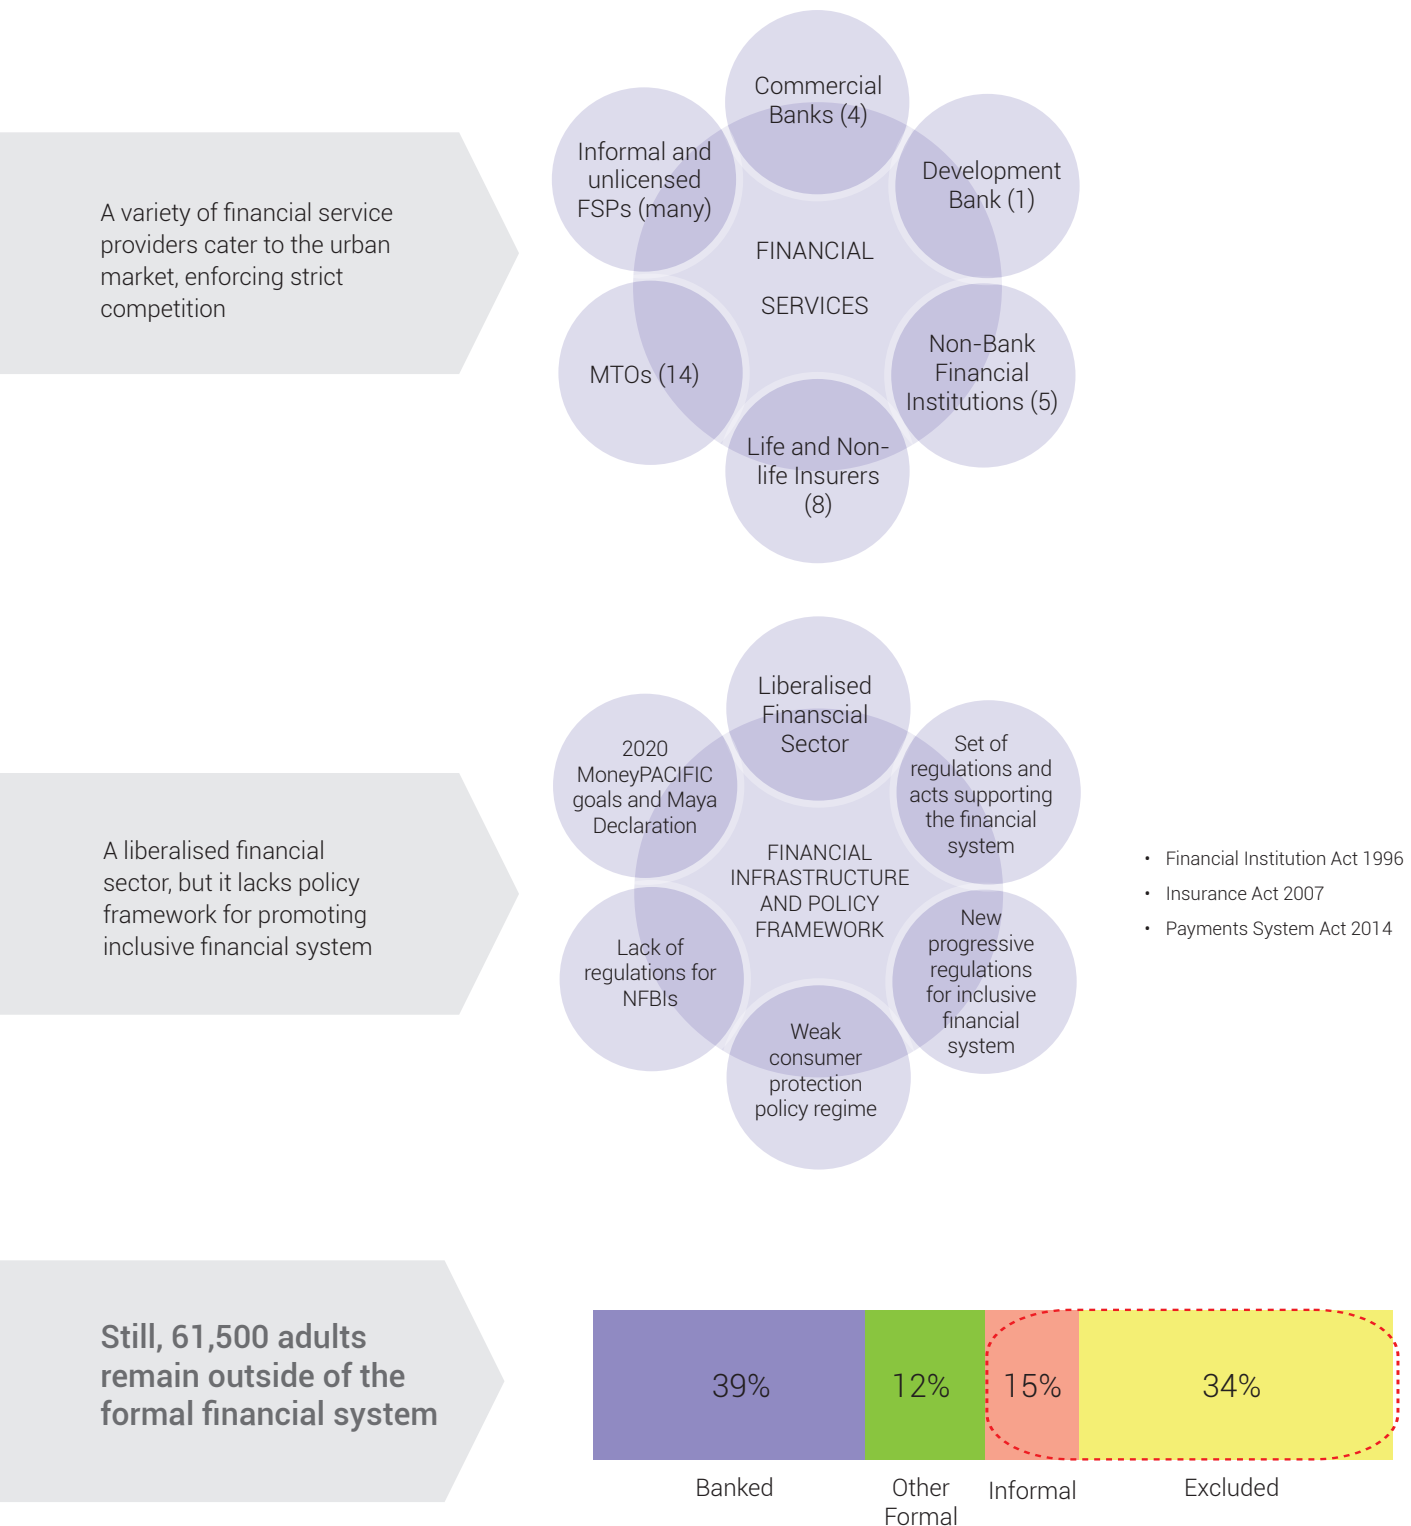 A variety of financial service
providers cater to the urban
market, enforcing strict
competition
Commercial
Banks (4)
Development
Bank (1)
Non-Bank
Financial
Institutions (5)
Life and Non-
life Insurers
(8)
MTOs (14)
Informal and
unlicensed
FSPs (many)
FINANCIAL
SERVICES
A liberalised financial
sector, but it lacks policy
framework for promoting
inclusive financial system
Liberalised
Finanscial
Sector
Set of
regulations and
acts supporting
the financial
system
New
progressive
regulations
for inclusive
financial
system
Weak
consumer
protection
policy regime
Lack of
regulations for
NFBIs
2020
MoneyPACIFIC
goals and Maya
Declaration
FINANCIAL
INFRASTRUCTURE
AND POLICY
FRAMEWORK
• Financial Institution Act 1996
• Insurance Act 2007
• Payments System Act 2014
Still, 61,500 adults
remain outside of the
formal financial system
39%
12%
15%
34%
Banked
Other
Formal
Informal
Excluded